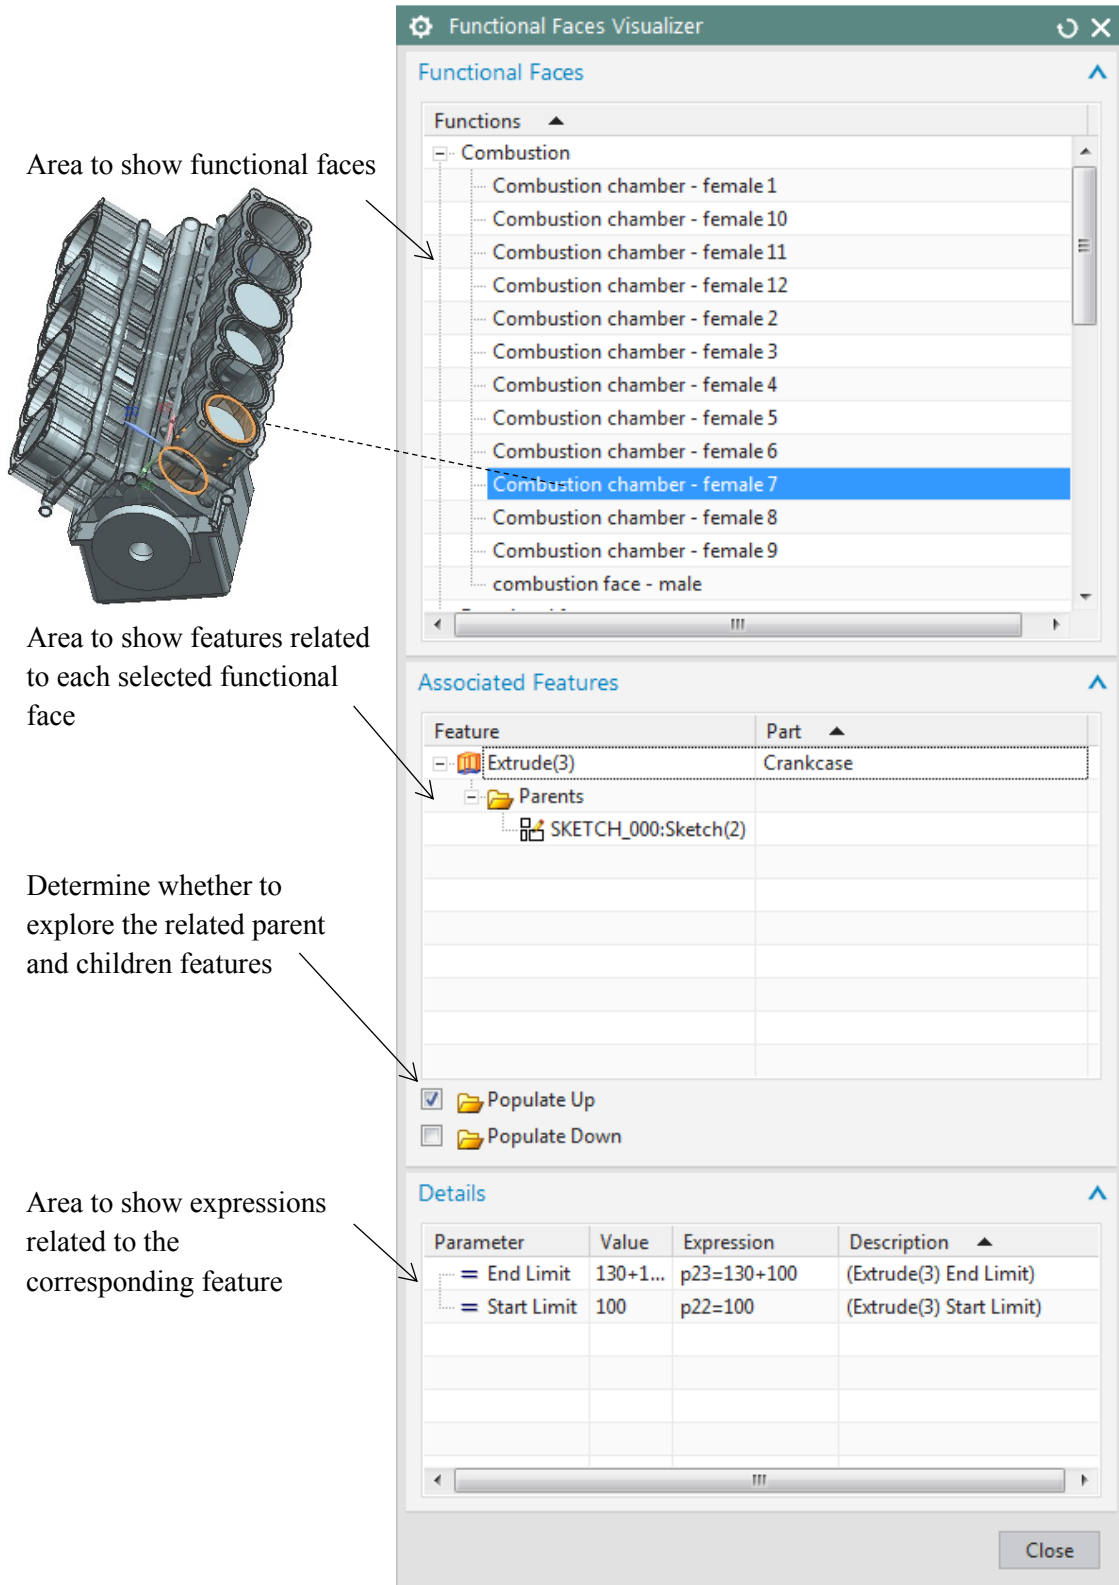 Functional Faces Visualizer
Functional Faces
Functions
Area to show functional faces
Combustion
Combustion chamber - female 1
Combustion chamber - female 10
Combustion chamber - female 11
Combustion chamber - female 12
Combustion chamber - female 2
Combustion chamber - female 3
Combustion chamber - female 4
Combustion chamber - female 5
Combustion chamber - female 6
Combustion chamber - female 7
Combustion chamber - female 8
Combustion chamber - female 9
combustion face - male
Area to show features related
to each selected functional
face
Associated Features
Feature Part
Extrude(3) Crankcase
Parents
SKETCH_000:Sketch(2)
Determine whether to
explore the related parent
and children features
Populate Up
Populate Down
Area to show expressions
related to the
corresponding feature
Details
Parameter Value Expression Description
End Limit 130+1... p23=130+100 (Extrude(3) End Limit)
Start Limit 100 p22=100 (Extrude(3) Start Limit)
Close